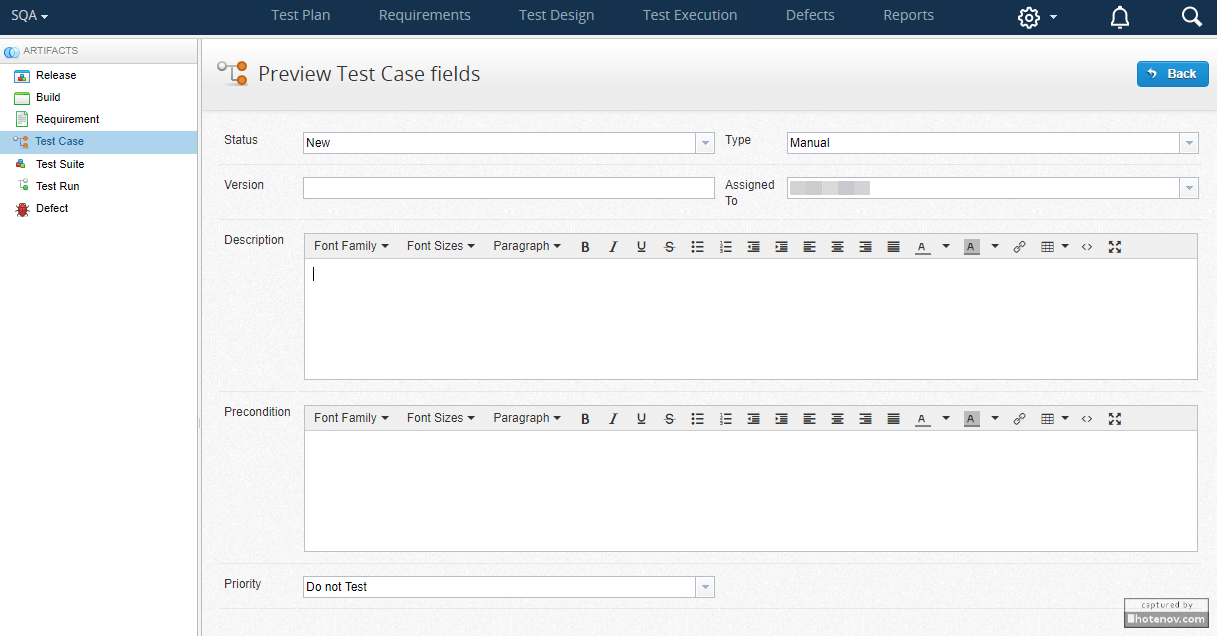 SQA
Test Plan
Requirements
Test Design
Test Execution
Defects
Reports
ARTIFACTS
Release
Build
Requirement
Test Case
Test Suite
Test Run
Defect
Preview Test Case fields
Back
Status
New
Type
Manual
Version
Assigned
To
Description
Font Family Font Sizes Paragraph B I U S A A
Precondition
Font Family Font Sizes Paragraph B I U S A A
Priority
Do not Test
captured by
hotenov.com